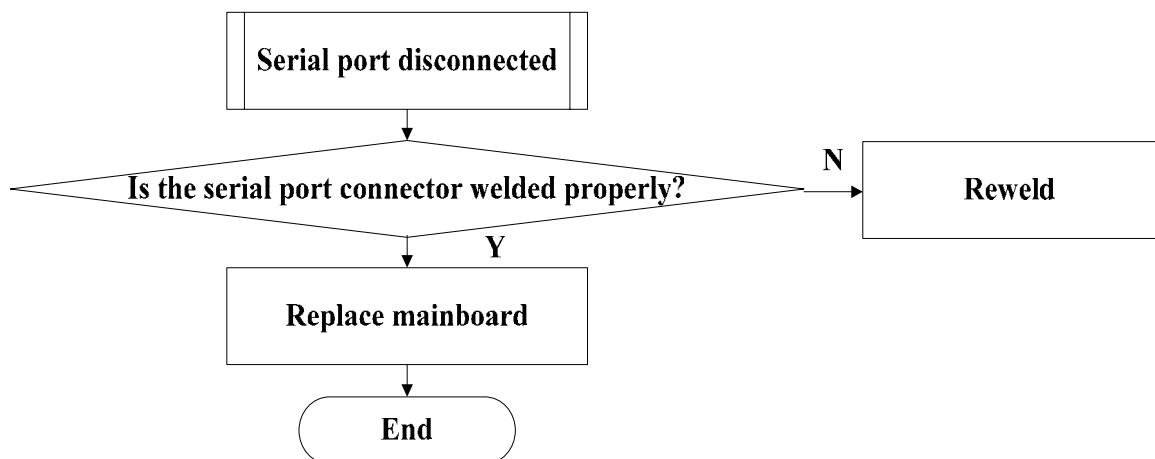 Serial port disconnected
Is the serial port connector welded properly?
N
Reweld
Y
Replace mainboard
End